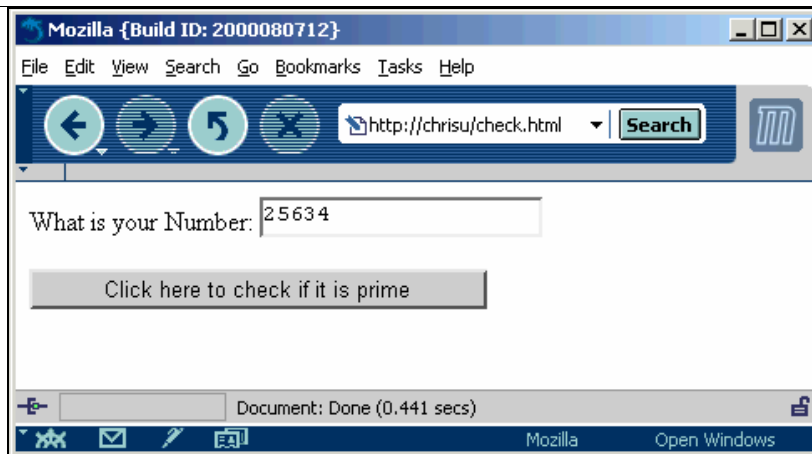 Mozilla {Build ID: 2000080712}
File Edit View Search Go Bookmarks Tasks Help
http://chrisu/check.html Search
What is your Number: 25634
Click here to check if it is prime
Document: Done (0.441 secs)
Mozilla Open Windows